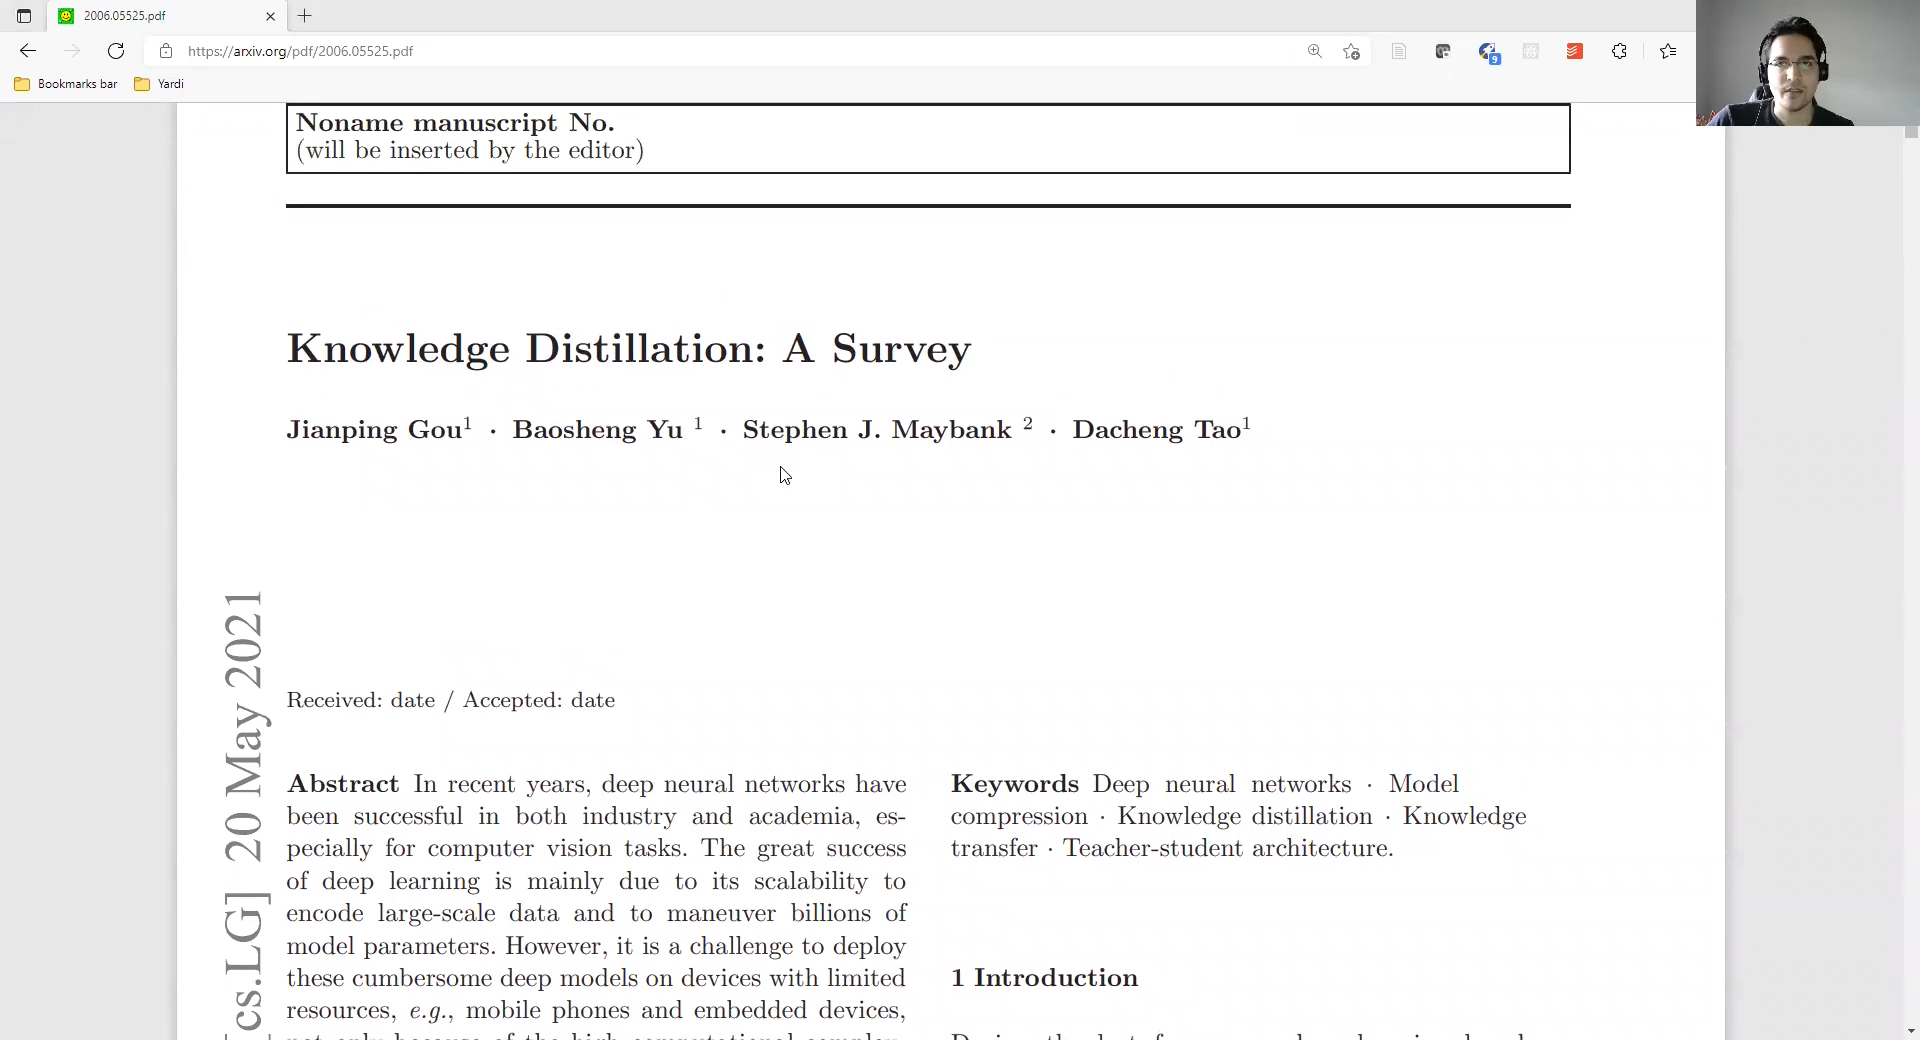 2006.05525.pdf
https://arxiv.org/pdf/2006.05525.pdf
9
Bookmarks bar
Yardi
Noname manuscript No.
(will be inserted by the editor)
Knowledge Distillation: A Survey
Jianping Gou1 · Baosheng Yu 1 · Stephen J. Maybank 2 · Dacheng Tao1
cs.LG] 20 May 2021
Received: date / Accepted: date
Abstract In recent years, deep neural networks have
been successful in both industry and academia, es-
pecially for computer vision tasks. The great success
of deep learning is mainly due to its scalability to
encode large-scale data and to maneuver billions of
model parameters. However, it is a challenge to deploy
these cumbersome deep models on devices with limited
resources, e.g., mobile phones and embedded devices,
Keywords Deep neural networks · Model
compression · Knowledge distillation · Knowledge
transfer · Teacher-student architecture.
1 Introduction